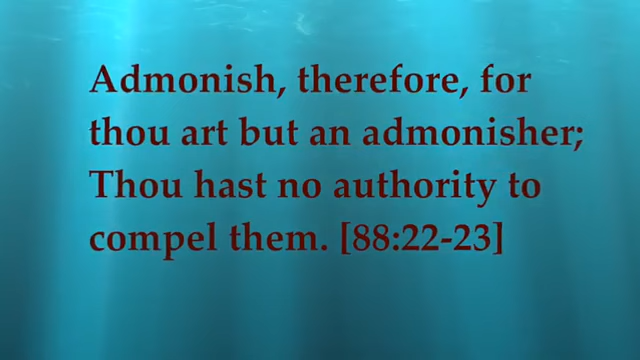 Admonish, therefore, for
thou art but an admonisher;
Thou hast no authority to
compel them. [88:22-23]